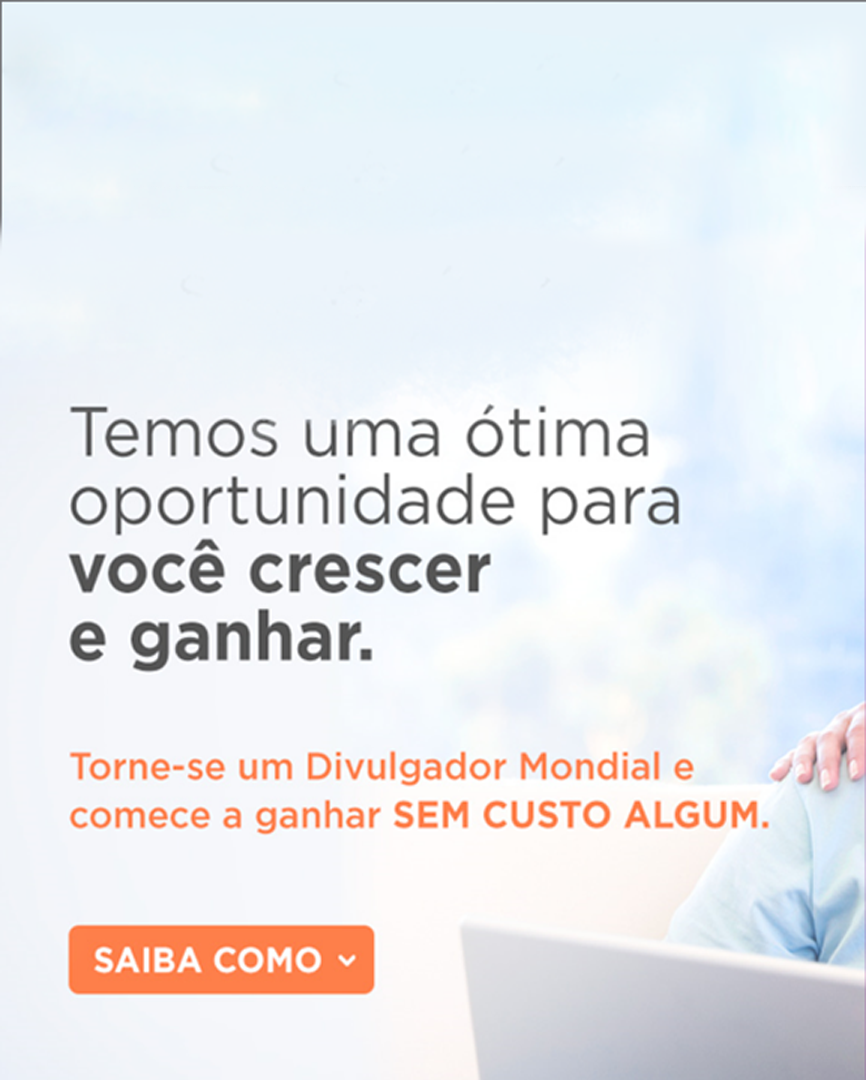 Temos uma ótima
oportunidade para
você crescer
e ganhar.
Torne-se um Divulgador Mondial e
comece a ganhar SEM CUSTO ALGUM.
SAIBA COMO